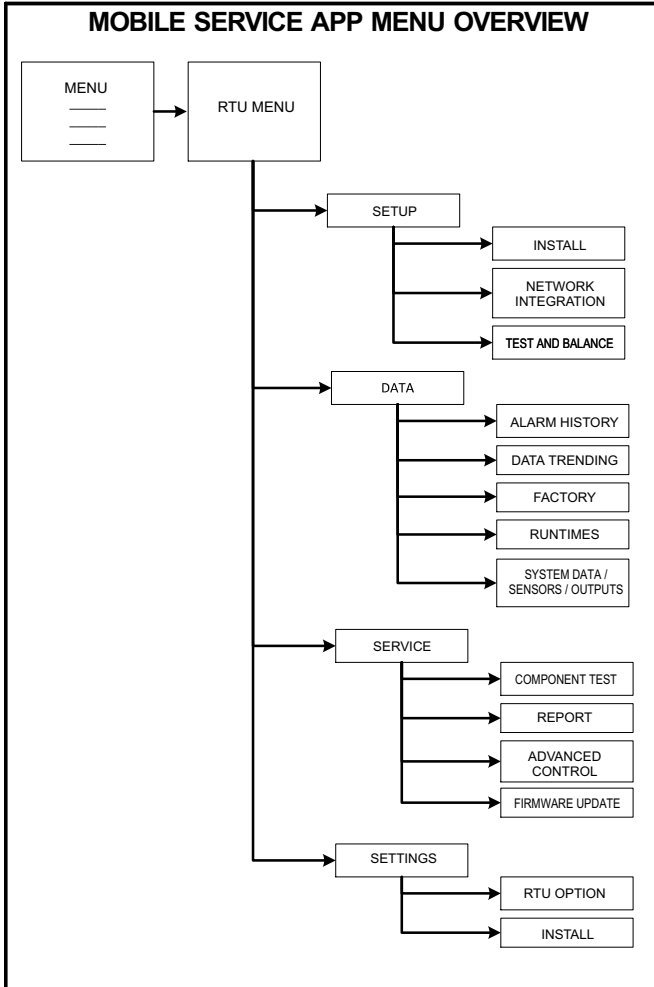 MOBILE SERVICE APP MENU OVERVIEW
MENU
RTU MENU
SETUP
INSTALL
NETWORK
INTEGRATION
TEST AND BALANCE
DATA
ALARM HISTORY
DATA TRENDING
FACTORY
RUNTIMES
SYSTEM DATA /
SENSORS / OUTPUTS
SERVICE
COMPONENT TEST
REPORT
ADVANCED
CONTROL
FIRMWARE UPDATE
SETTINGS
RTU OPTION
INSTALL